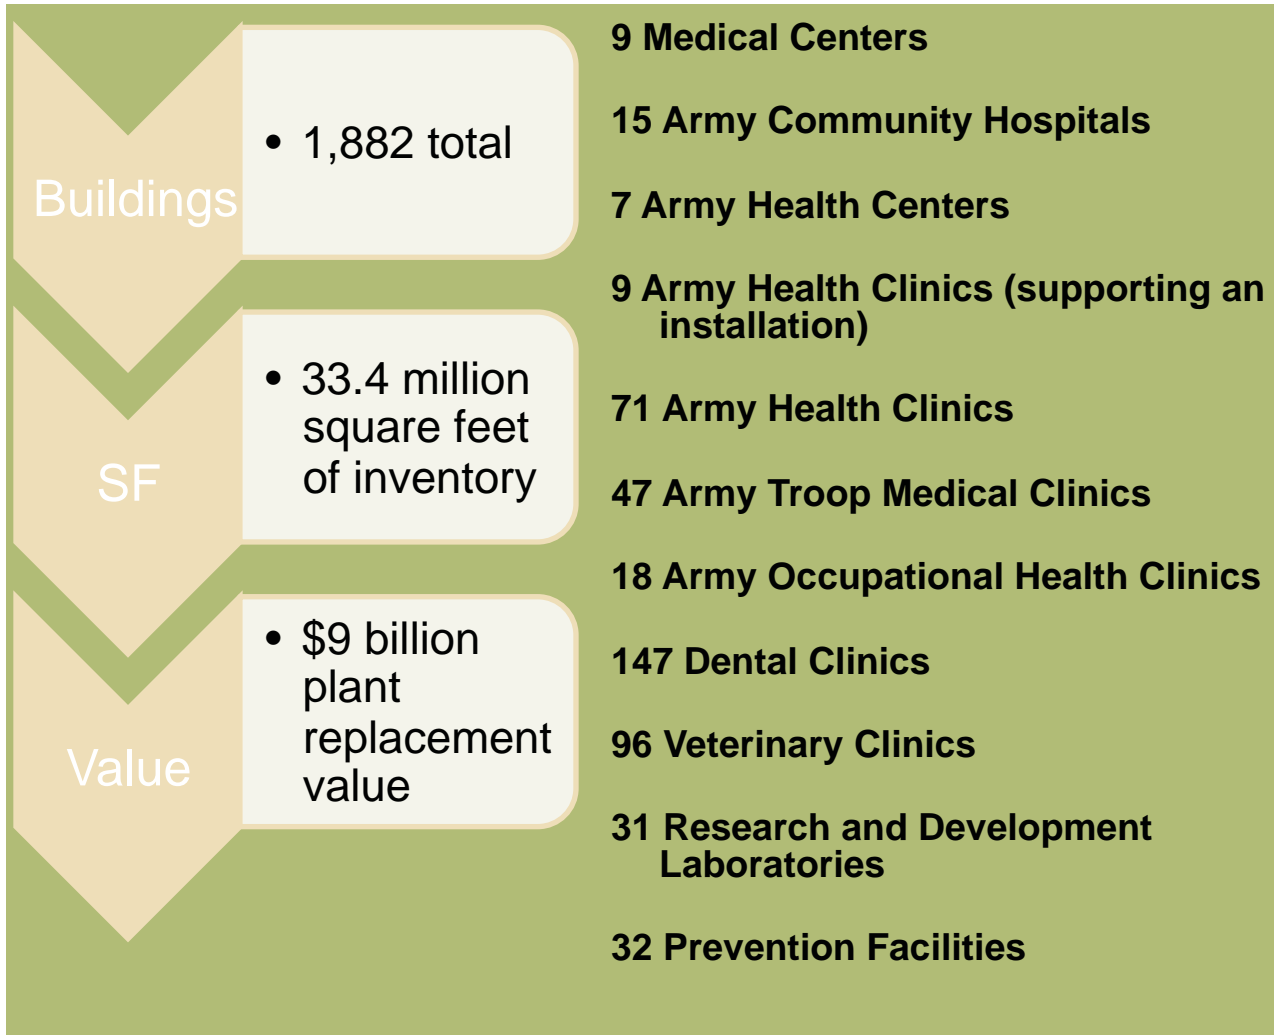 Buildings
• 1,882 total
SF
• 33.4 million
square feet
of inventory
Value
• $9 billion
plant
replacement
value
9 Medical Centers
15 Army Community Hospitals
7 Army Health Centers
9 Army Health Clinics (supporting an
installation)
71 Army Health Clinics
47 Army Troop Medical Clinics
18 Army Occupational Health Clinics
147 Dental Clinics
96 Veterinary Clinics
31 Research and Development
Laboratories
32 Prevention Facilities